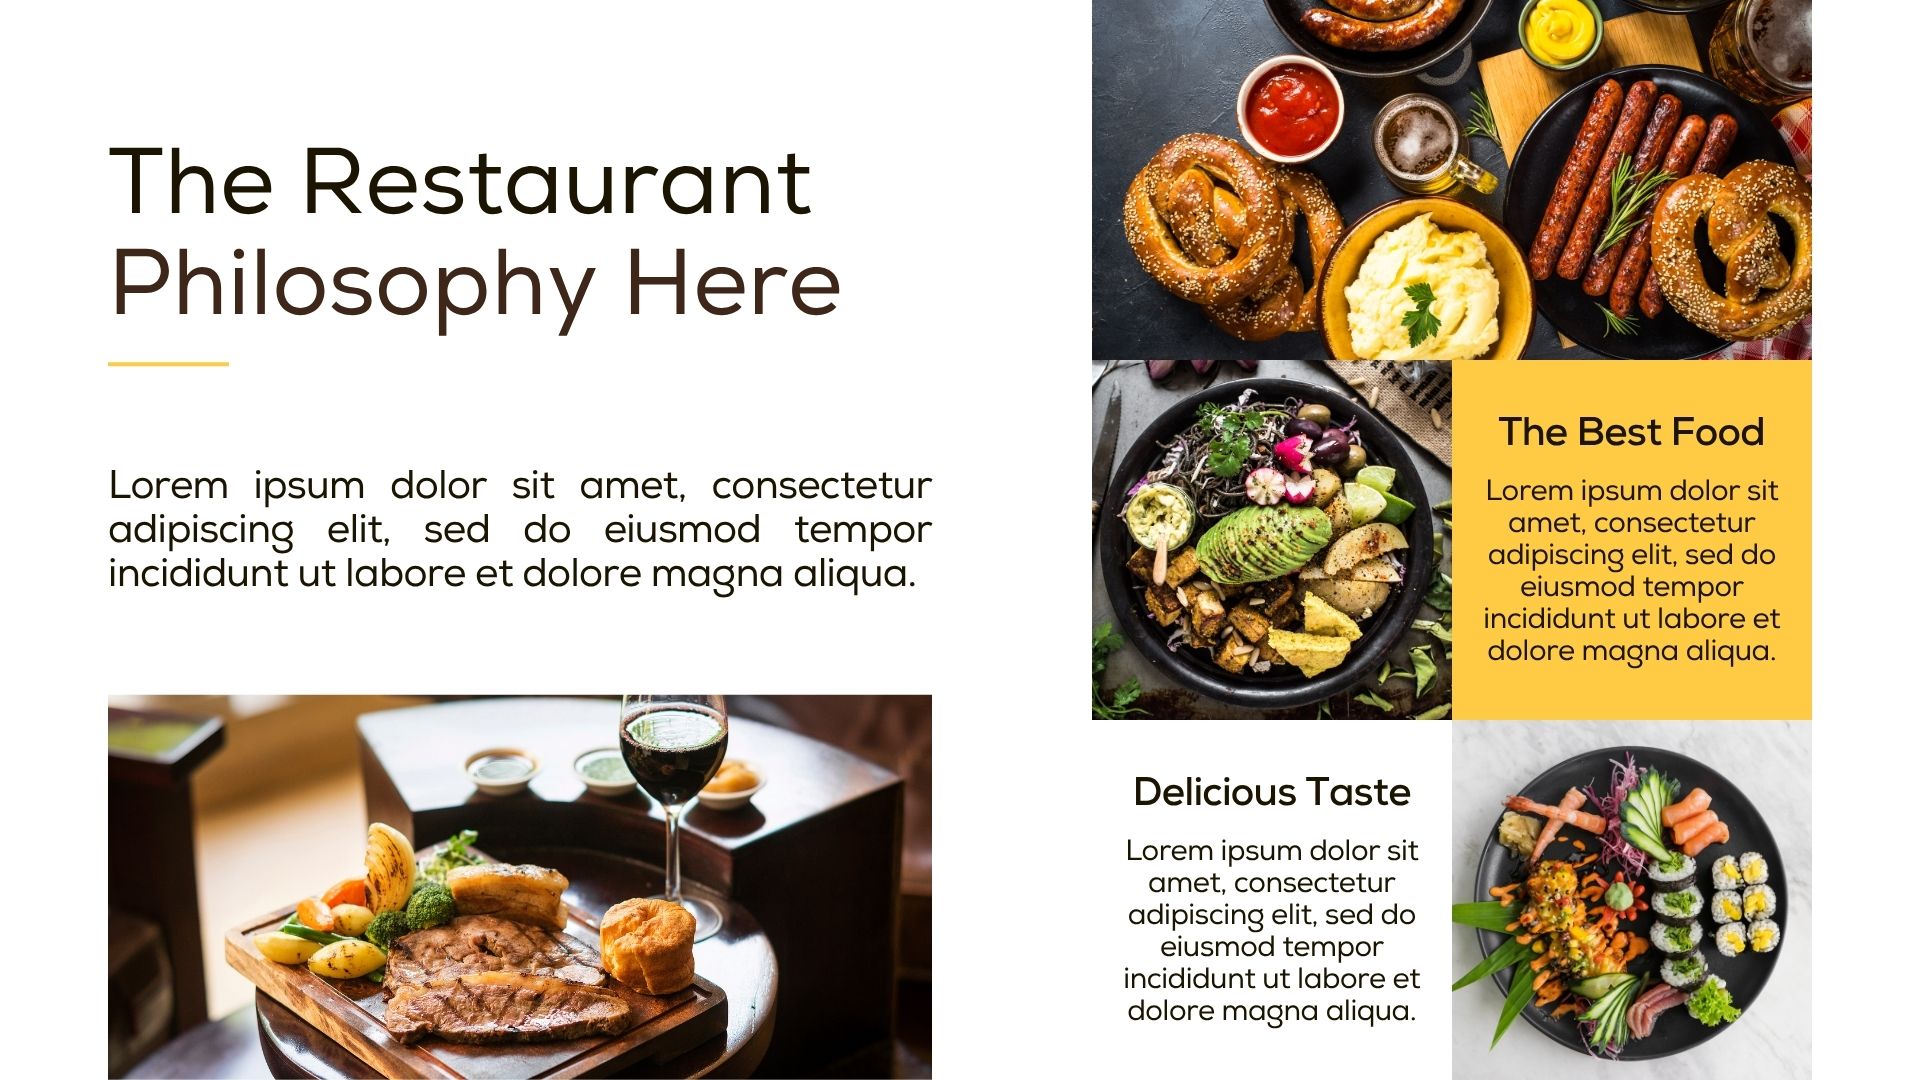 The Restaurant
Philosophy Here
Lorem ipsum dolor sit amet, consectetur
adipiscing elit, sed do eiusmod tempor
incididunt ut labore et dolore magna aliqua.
The Best Food
Lorem ipsum dolor sit
amet, consectetur
adipiscing elit, sed do
eiusmod tempor
incididunt ut labore et
dolore magna aliqua.
Delicious Taste
Lorem ipsum dolor sit
amet, consectetur
adipiscing elit, sed do
eiusmod tempor
incididunt ut labore et
dolore magna aliqua.